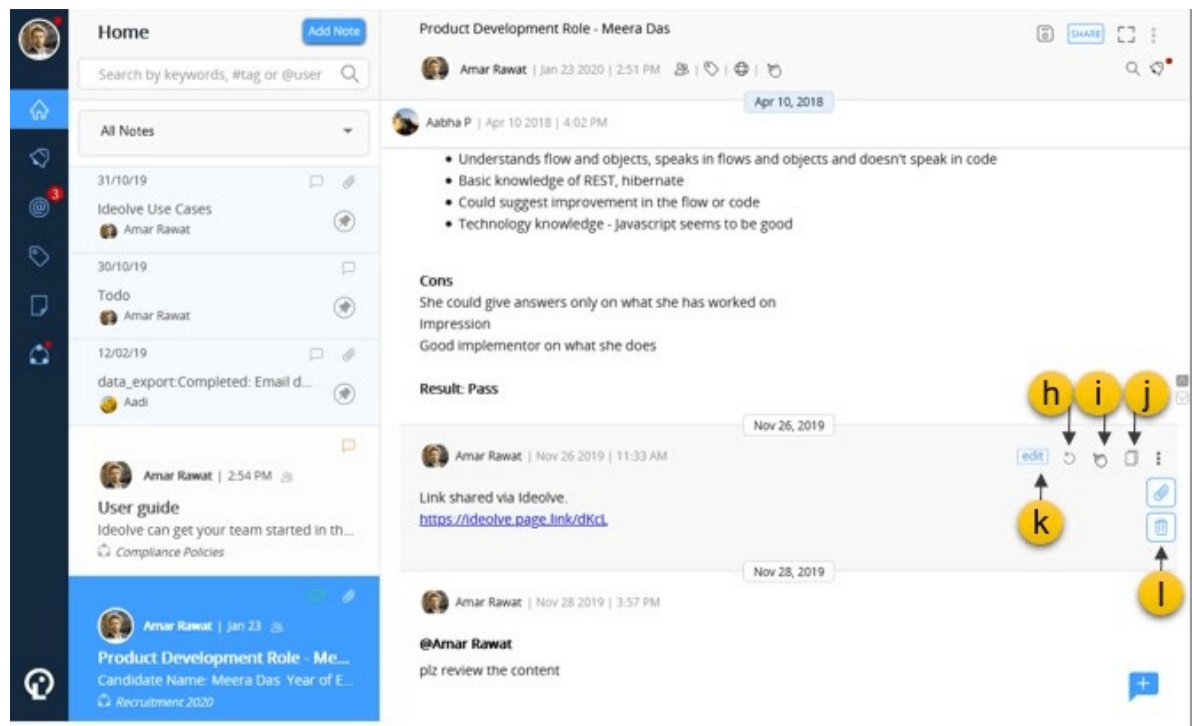 Home
Add Note
Search by keywords, #tag or @user
All Notes
31/10/19
Ideolve Use Cases
Amar Rawat
30/10/19
Todo
Amar Rawat
12/02/19
data_export:Completed: Email d...
Aadi
Amar Rawat | 2:54 PM
User guide
Ideolve can get your team started in th...
Compliance Policies
Amar Rawat | Jan 23
Product Development Role - Me...
Candidate Name: Meera Das Year of E...
Recruitment 2020
3
Product Development Role - Meera Das
SHARE
Amar Rawat | Jan 23 2020 | 2:51 PM
Apr 10, 2018
Aabha P | Apr 10 2018 | 4:02 PM
• Understands flow and objects, speaks in flows and objects and doesn't speak in code
• Basic knowledge of REST, hibernate
• Could suggest improvement in the flow or code
• Technology knowledge - Javascript seems to be good
Cons
She could give answers only on what she has worked on
Impression
Good implementor on what she does
Result: Pass
h i j
Nov 26, 2019
Amar Rawat | Nov 26 2019 | 11:33 AM
edit
Link shared via Ideolve.
https://ideolve.page.link/dKcL
k
l
Nov 28, 2019
Amar Rawat | Nov 28 2019 | 3:57 PM
@Amar Rawat
plz review the content